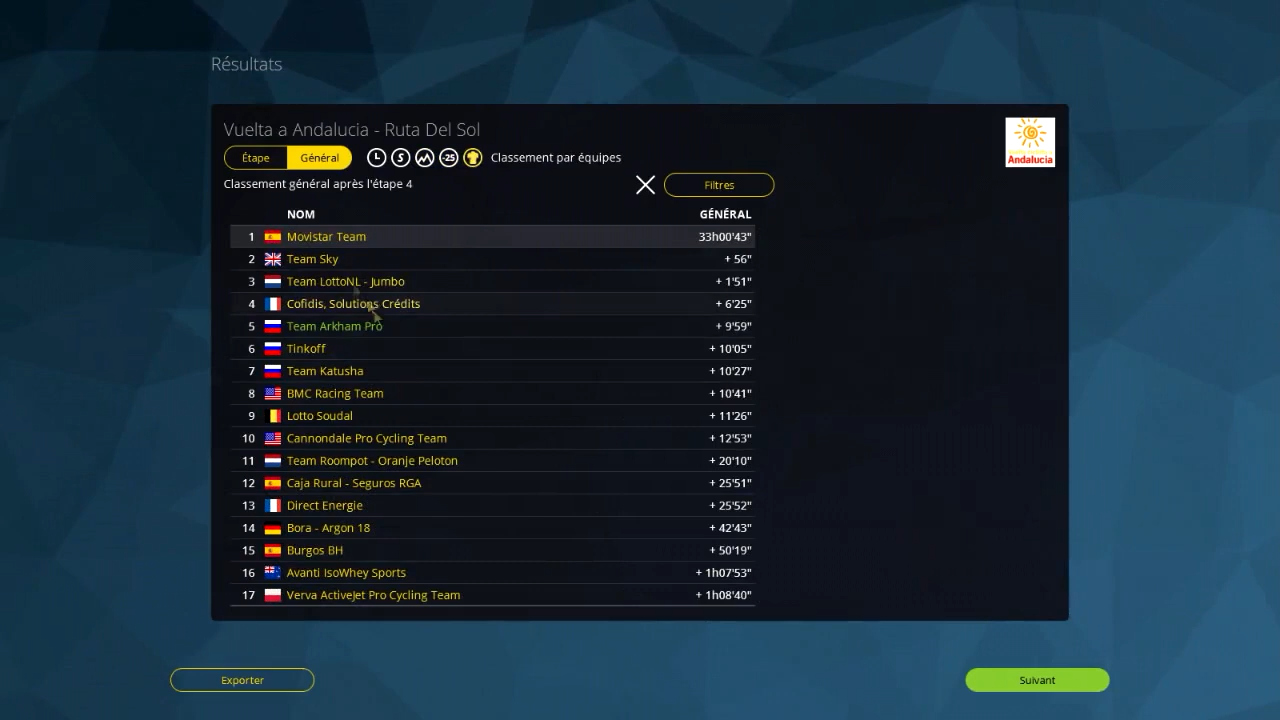 Résultats
Vuelta a Andalucia - Ruta Del Sol
Andalucia
Étape Général L S -25 Classement par équipes
Classement général après l'étape 4
Filtres
NOM GÉNÉRAL
1 Movistar Team 33h00'43"
2 Team Sky + 56"
3 Team LottoNL - Jumbo + 1'51"
4 Cofidis, Solutions Crédits + 6'25"
5 Team Arkham Pro + 9'59"
6 Tinkoff + 10'05"
7 Team Katusha + 10'27"
8 BMC Racing Team + 10'41"
9 Lotto Soudal + 11'26"
10 Cannondale Pro Cycling Team + 12'53"
11 Team Roompot - Oranje Peloton + 20'10"
12 Caja Rural - Seguros RGA + 25'51"
13 Direct Energie + 25'52"
14 Bora - Argon 18 + 42'43"
15 Burgos BH + 50'19"
16 Avanti IsoWhey Sports + 1h07'53"
17 Verva ActiveJet Pro Cycling Team + 1h08'40"
Exporter Suivant